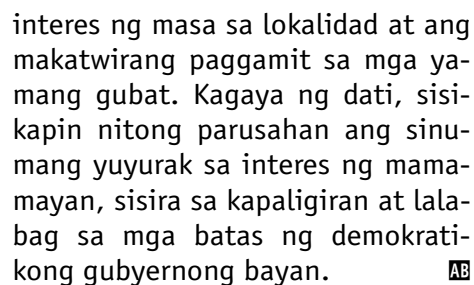 interes ng masa sa lokalidad at ang
makatwirang paggamit sa mga ya-
mang gubat. Kagaya ng dati, sisi-
kapin nitong parusahan ang sinu-
mang yuyurak sa interes ng mama-
mayan, sisira sa kapaligiran at lala-
bag sa mga batas ng demokrati-
kong gubyernong bayan. AB